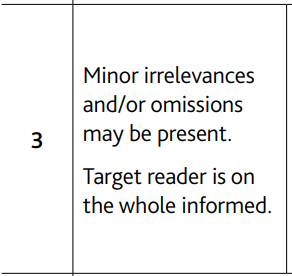 3
Minor irrelevances
and/or omissions
may be present.
Target reader is on
the whole informed.